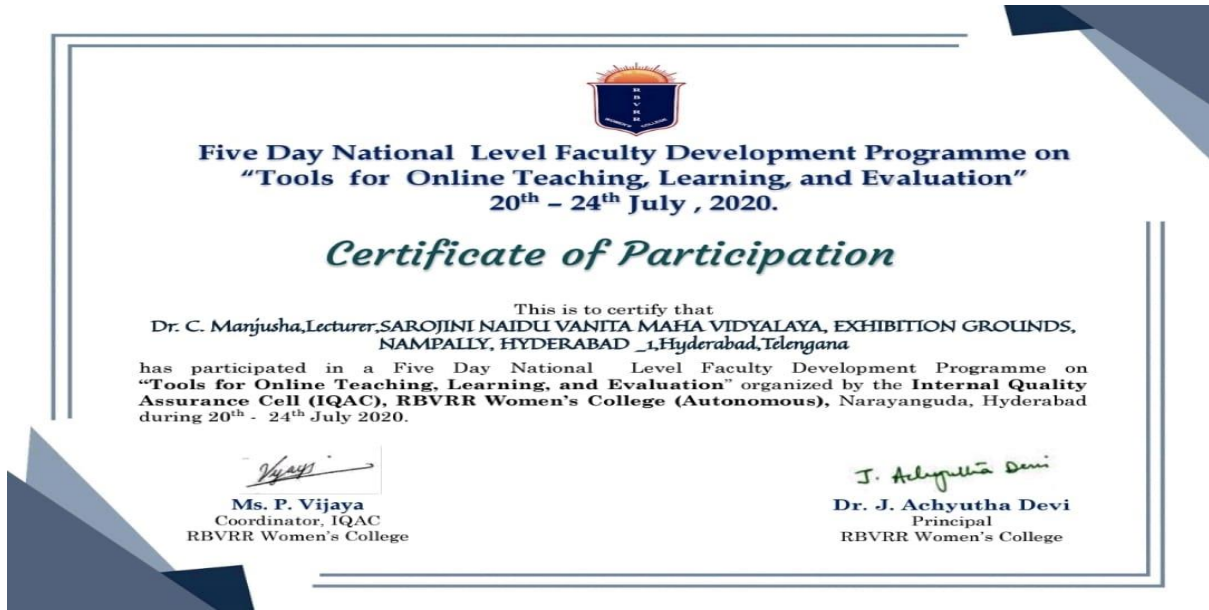 R
B
V
R
R
WOMEN'S COLLEGE
Five Day National Level Faculty Development Programme on
“Tools for Online Teaching, Learning, and Evaluation”
20th – 24th July , 2020.
Certificate of Participation
This is to certify that
Dr. C. Manjusha,Lecturer,SAROJINI NAIDU VANITA MAHA VIDYALAYA, EXHIBITION GROUNDS,
NAMPALLY, HYDERABAD _1,Hyderabad,Telengana
has participated in a Five Day National Level Faculty Development Programme on
“Tools for Online Teaching, Learning, and Evaluation” organized by the Internal Quality
Assurance Cell (IQAC), RBVRR Women's College (Autonomous), Narayanguda, Hyderabad
during 20th - 24th July 2020.
J. Achyutha Devi
Ms. P. Vijaya
Coordinator, IQAC
RBVRR Women's College
Dr. J. Achyutha Devi
Principal
RBVRR Women's College